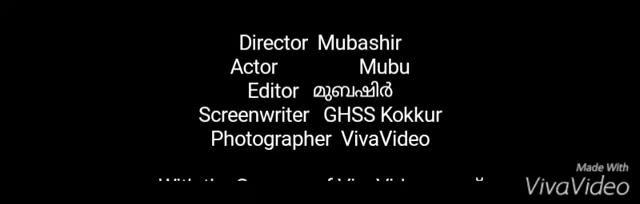 Director Mubashir
Actor Mubu
Editor മുബഷിർ
Screenwriter GHSS Kokkur
Photographer VivaVideo
Made With
VivaVideo